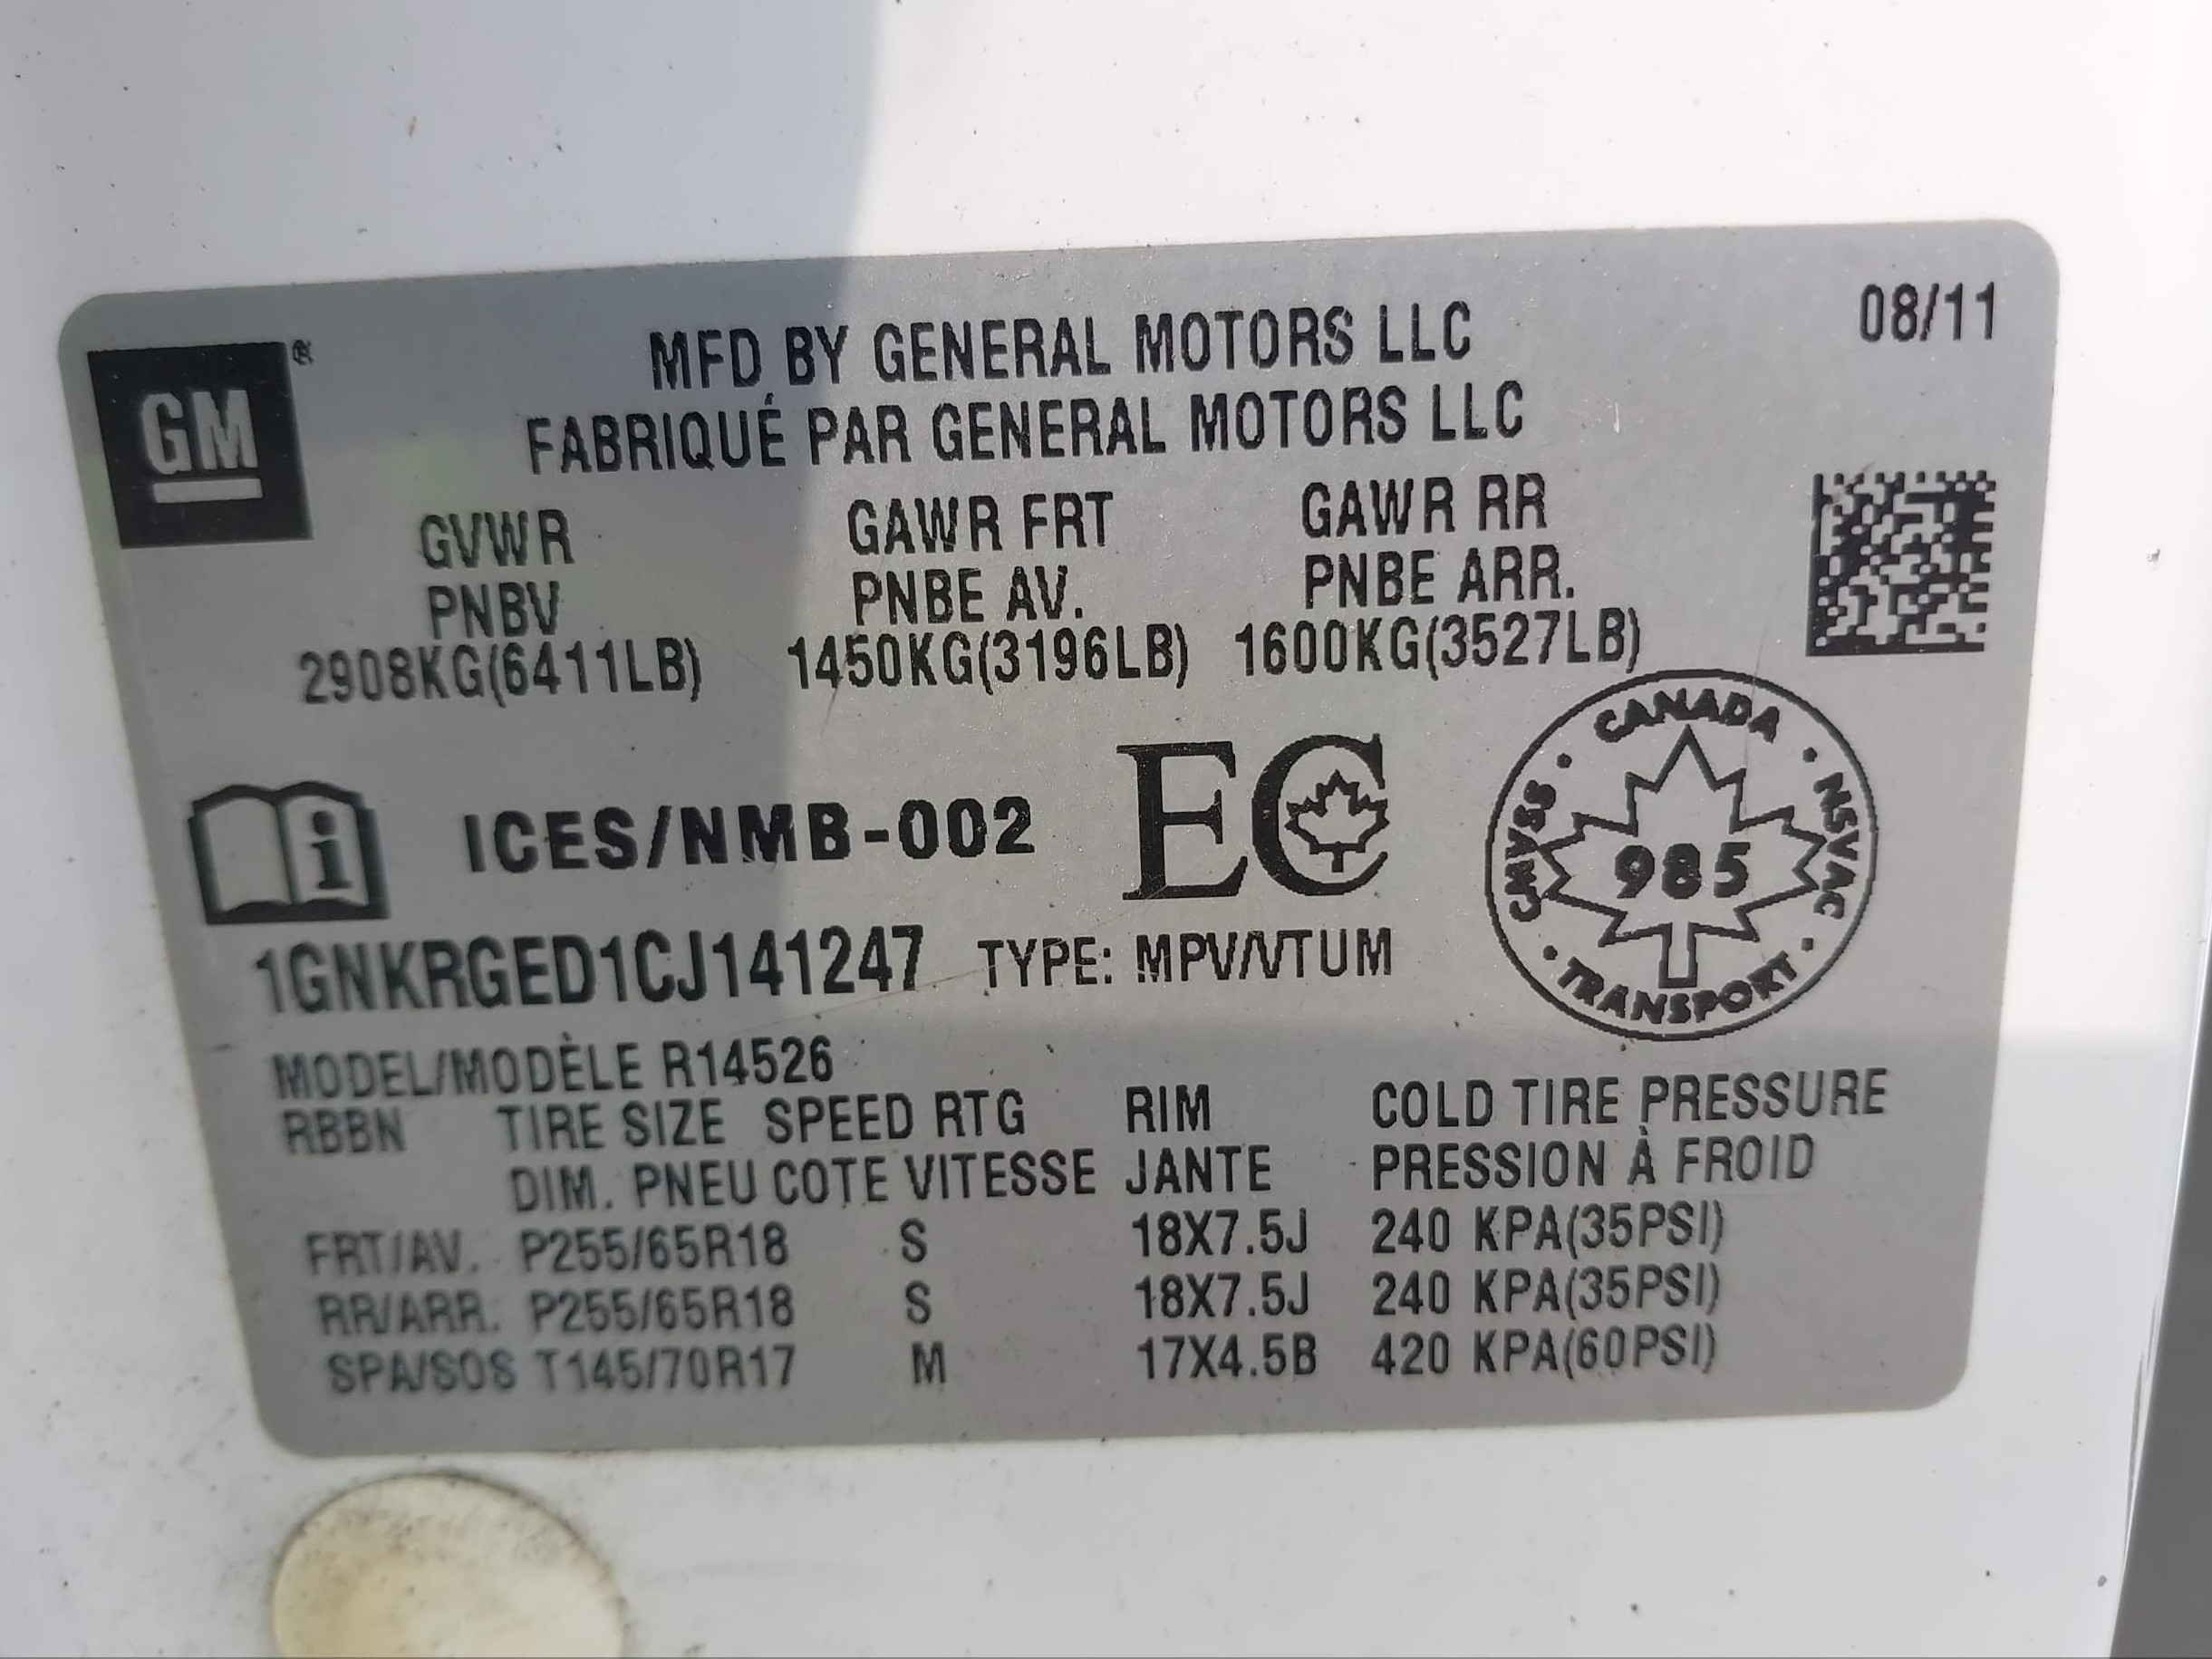 08/11
GM ®
MFD BY GENERAL MOTORS LLC
FABRIQUÉ PAR GENERAL MOTORS LLC
GVWR GAWR FRT GAWR RR
PNBV PNBE AV. PNBE ARR.
2908KG(6411LB) 1450KG(3196LB) 1600KG(3527LB)
i ICES/NMB-002 EC
CANADA · NSVAC · TRANSPORT · CMVSS ·
985
1GNKRGED1CJ141247 TYPE: MPV/VTUM
MODEL/MODÈLE R14526
RBBN TIRE SIZE SPEED RTG RIM COLD TIRE PRESSURE
DIM. PNEU COTE VITESSE JANTE PRESSION À FROID
FRT/AV. P255/65R18 S 18X7.5J 240 KPA(35PSI)
RR/ARR. P255/65R18 S 18X7.5J 240 KPA(35PSI)
SPA/SOS T145/70R17 M 17X4.5B 420 KPA(60PSI)